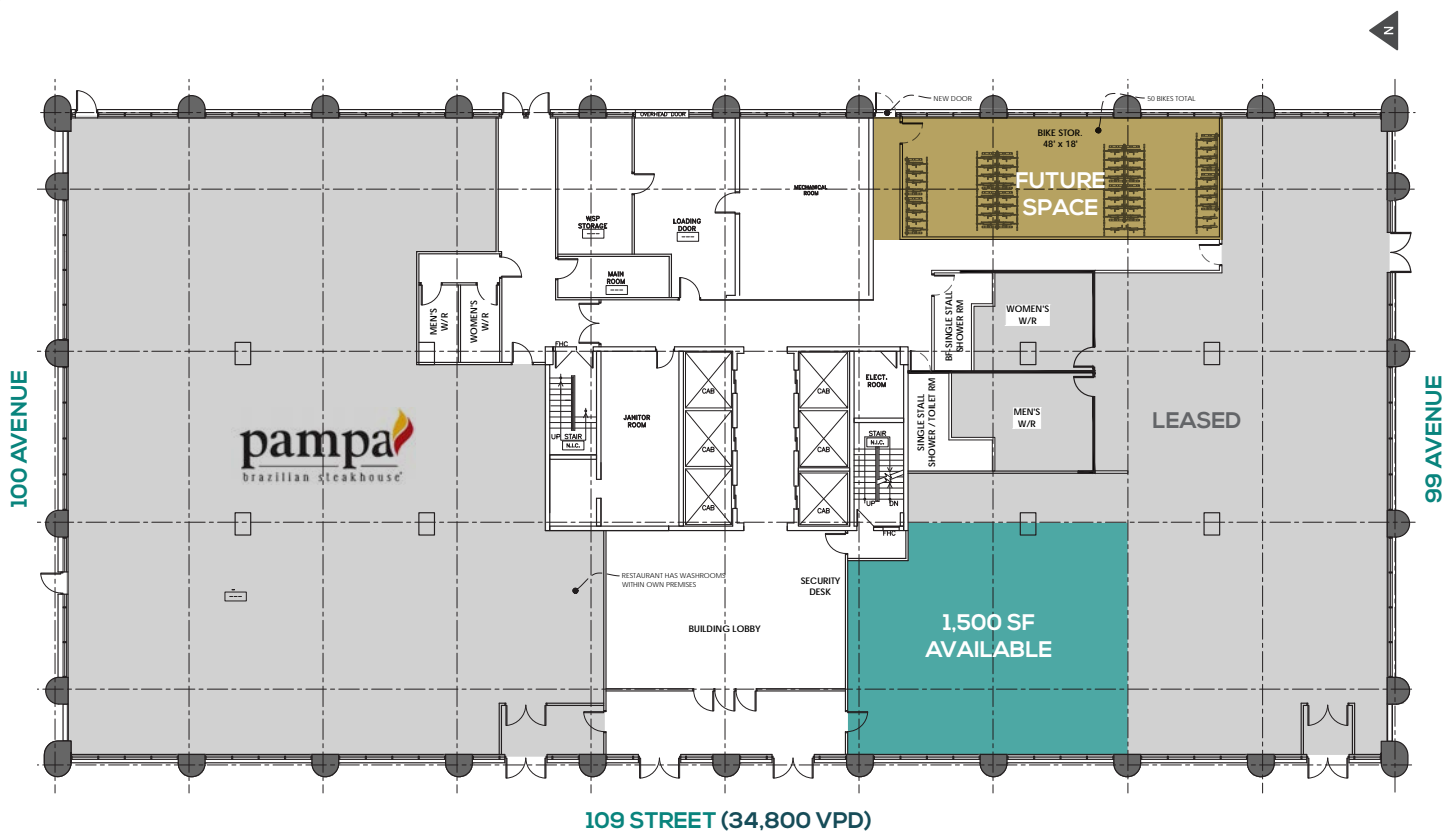 N
NEW DOOR
50 BIKES TOTAL
OVERHEAD DOOR
BIKE STOR.
48' x 18'
FUTURE
SPACE
MECHANICAL
ROOM
WSP
STORAGE
LOADING
DOOR
MAIN
ROOM
MEN'S
W/R
WOMEN'S
W/R
BF SINGLE STALL
SHOWER RM
WOMEN'S
W/R
FHC
CAB
CAB
ELECT.
ROOM
100 AVENUE
pampa
brazilian steakhouse
JANITOR
ROOM
UP STAIR
N.I.C.
CAB
CAB
STAIR
N.I.C.
SINGLE STALL
SHOWER / TOILET RM
MEN'S
W/R
LEASED
99 AVENUE
CAB
CAB
UP
DN
FHC
RESTAURANT HAS WASHROOMS
WITHIN OWN PREMISES
SECURITY
DESK
BUILDING LOBBY
1,500 SF
AVAILABLE
109 STREET (34,800 VPD)